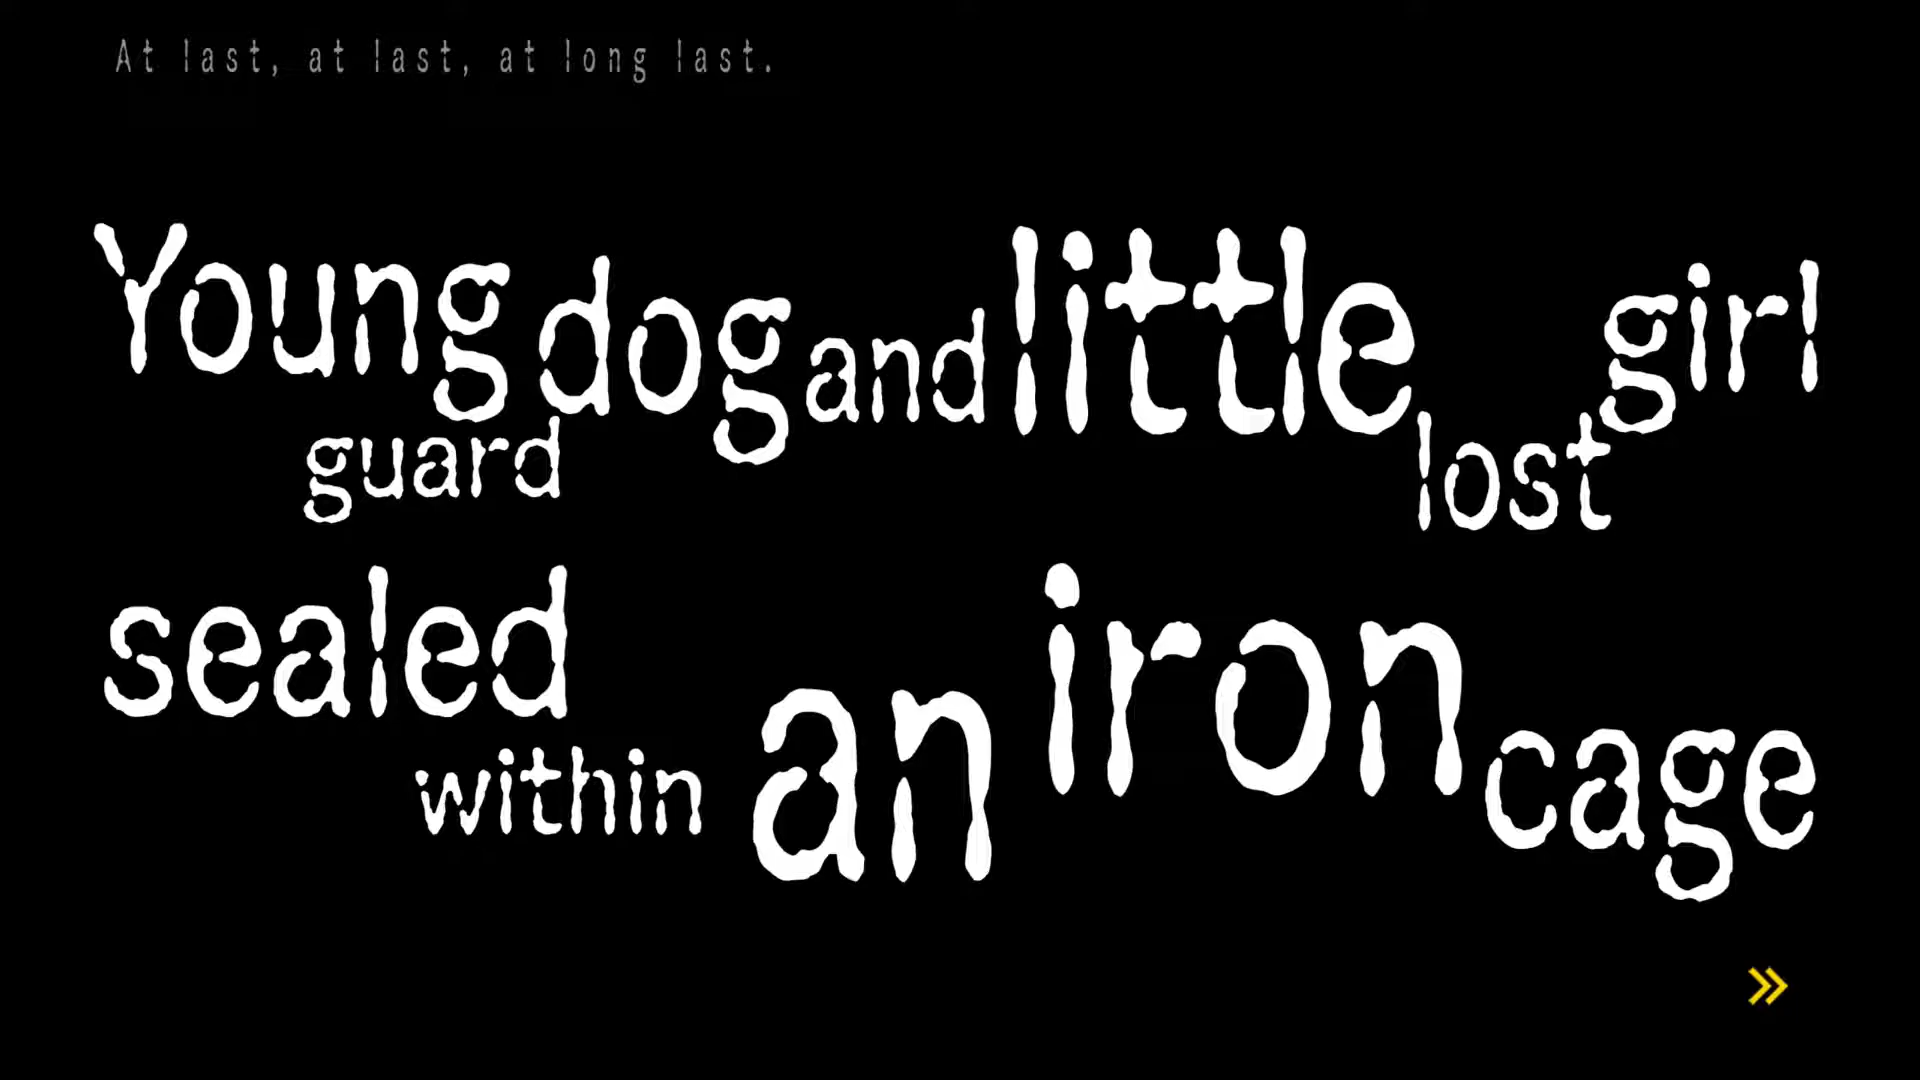 At last, at last, at long last.
Young guard dog and little lost girl
sealed within an iron cage